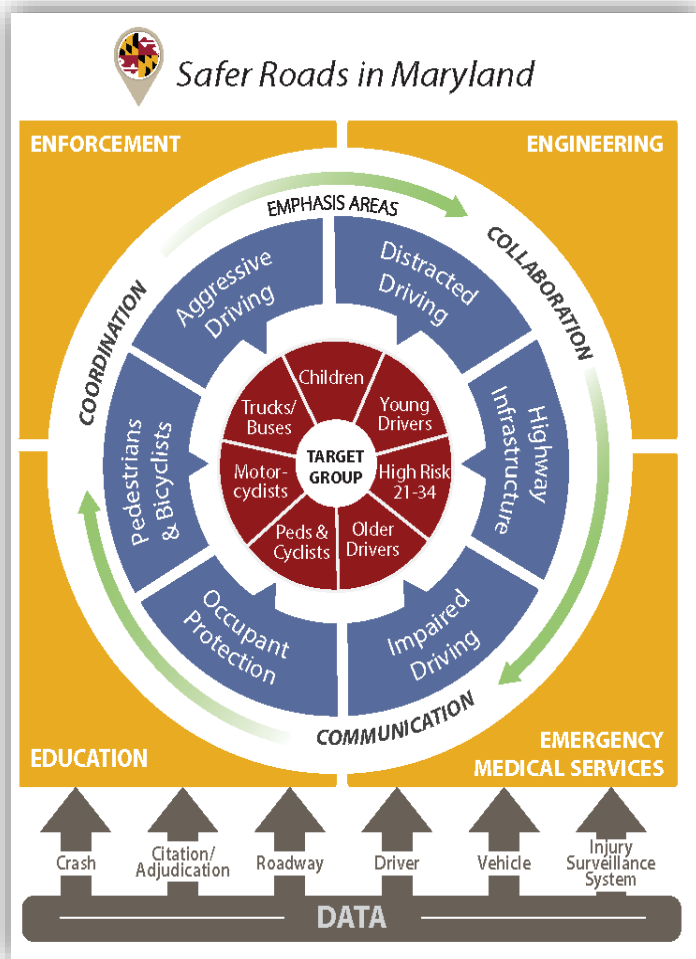 Safer Roads in Maryland
ENFORCEMENT
ENGINEERING
EMPHASIS AREAS
COORDINATION
COLLABORATION
COMMUNICATION
Aggressive
Driving
Distracted
Driving
Highway
Infrastructure
Impaired
Driving
Occupant
Protection
Pedestrians
& Bicyclists
Children
Young
Drivers
High Risk
21-34
Older
Drivers
Peds &
Cyclists
Motor-
cyclists
Trucks/
Buses
TARGET
GROUP
EDUCATION
EMERGENCY
MEDICAL SERVICES
Crash
Citation/
Adjudication
Roadway
Driver
Vehicle
Injury
Surveillance
System
DATA